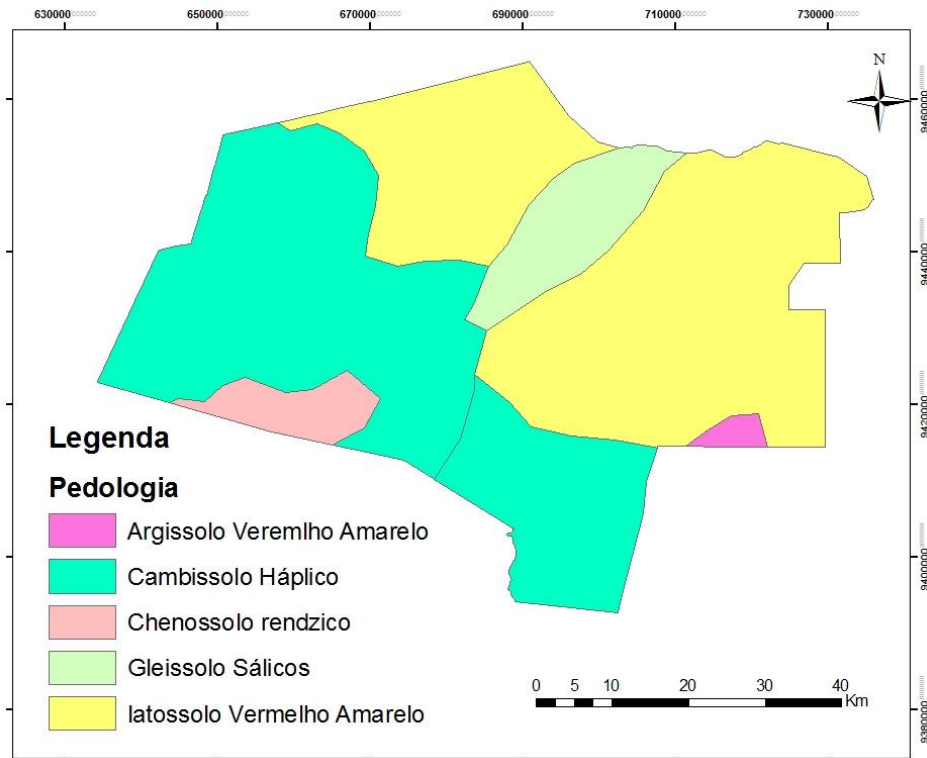 630000 650000 670000 690000 710000 730000
N
9460000
9440000
9420000
9400000
9380000
Legenda
Pedologia
Argissolo Veremlho Amarelo
Cambissolo Háplico
Chenossolo rendzico
Gleissolo Sálicos
latossolo Vermelho Amarelo
0 5 10 20 30 40
Km